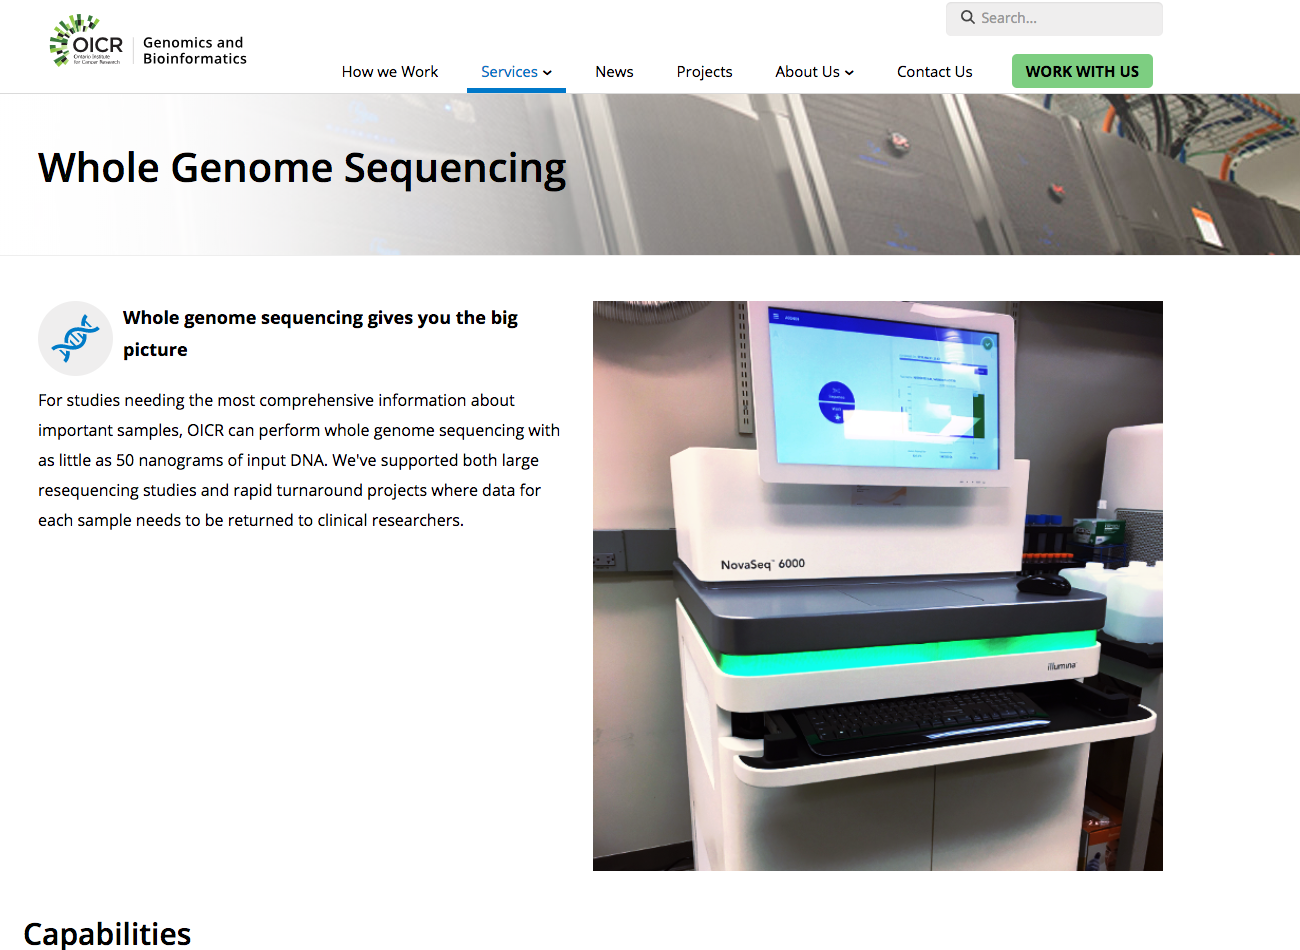 OICR
Ontario Institute
for Cancer Research
Genomics and
Bioinformatics
Search...
How we Work
Services
News
Projects
About Us
Contact Us
WORK WITH US
Whole Genome Sequencing
Whole genome sequencing gives you the big
picture
For studies needing the most comprehensive information about
important samples, OICR can perform whole genome sequencing with
as little as 50 nanograms of input DNA. We've supported both large
resequencing studies and rapid turnaround projects where data for
each sample needs to be returned to clinical researchers.
NovaSeq™ 6000
illumina
Capabilities